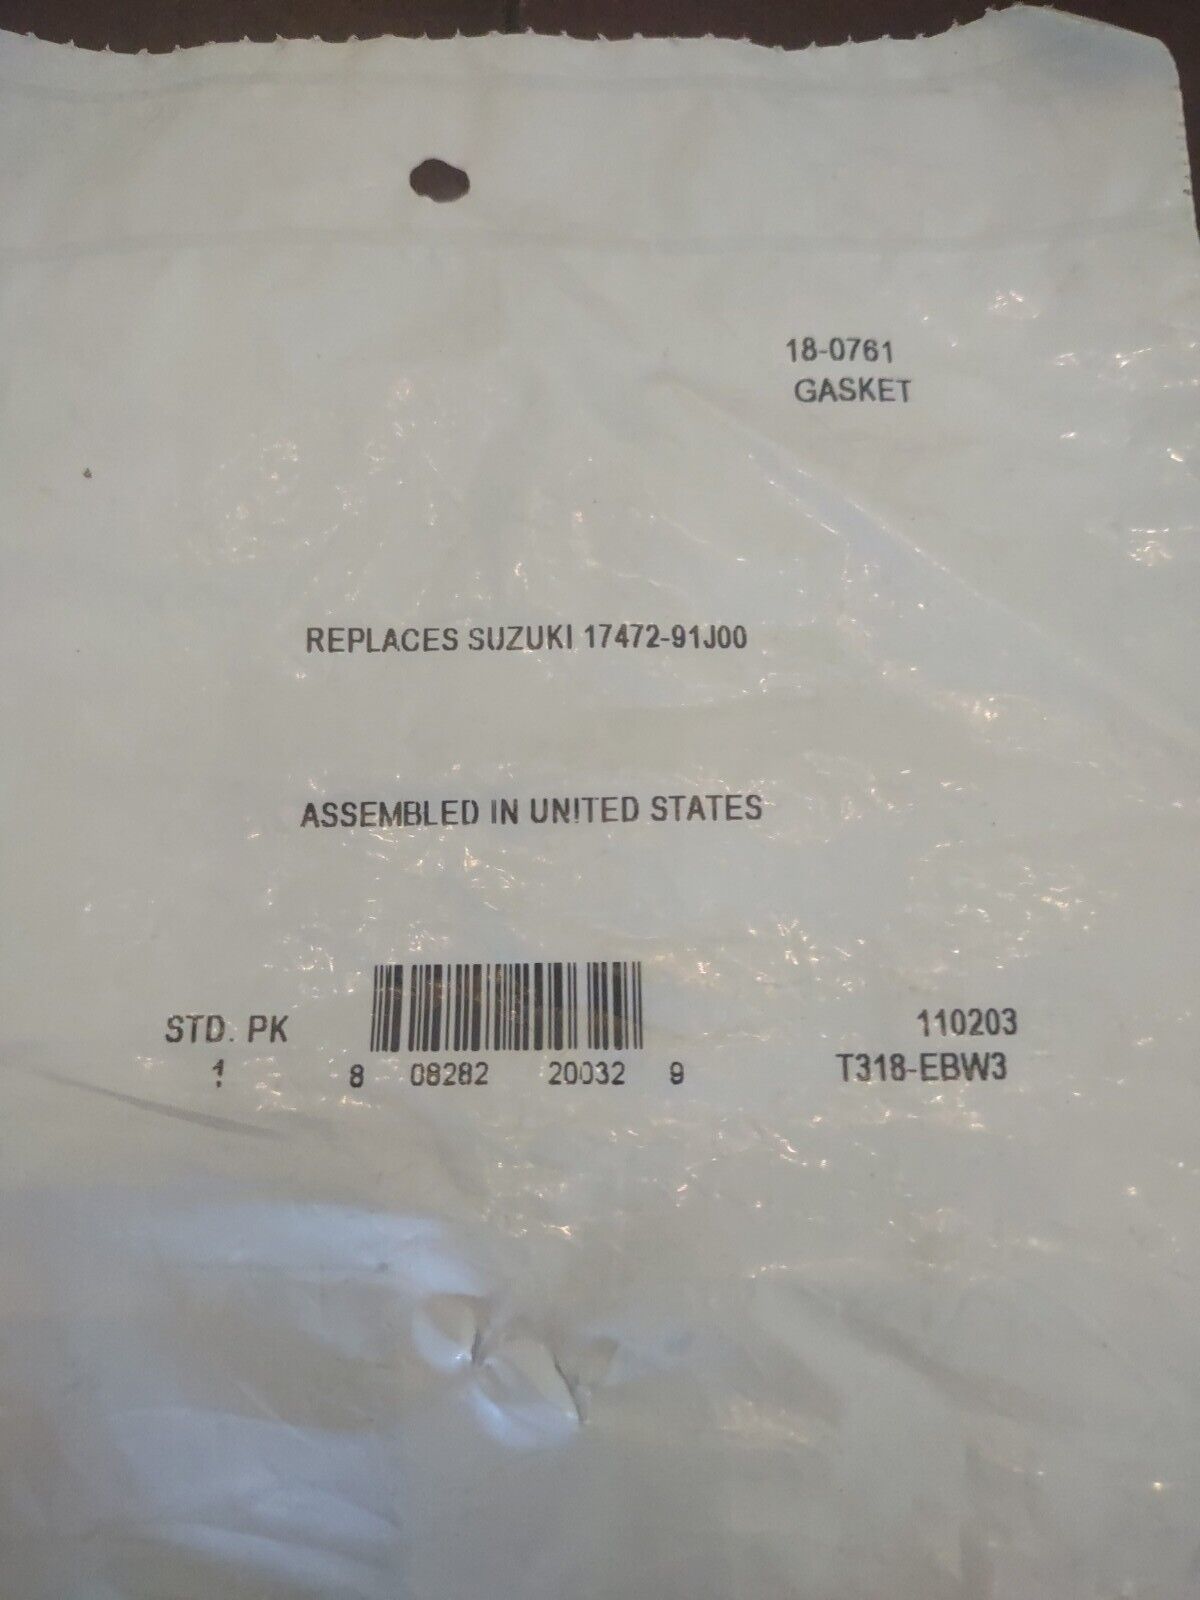 18-0761
GASKET
REPLACES SUZUKI 17472-91J00
ASSEMBLED IN UNITED STATES
STD. PK
1
8 08282 20032 9
110203
T318-EBW3